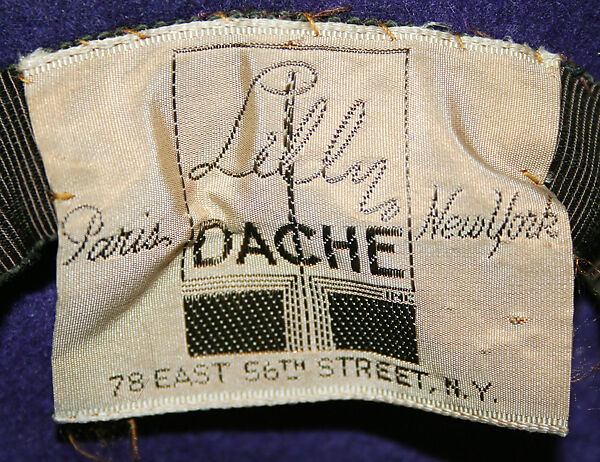 Lilly
Paris DACHE New York
INC
78 EAST 56TH STREET, N.Y.